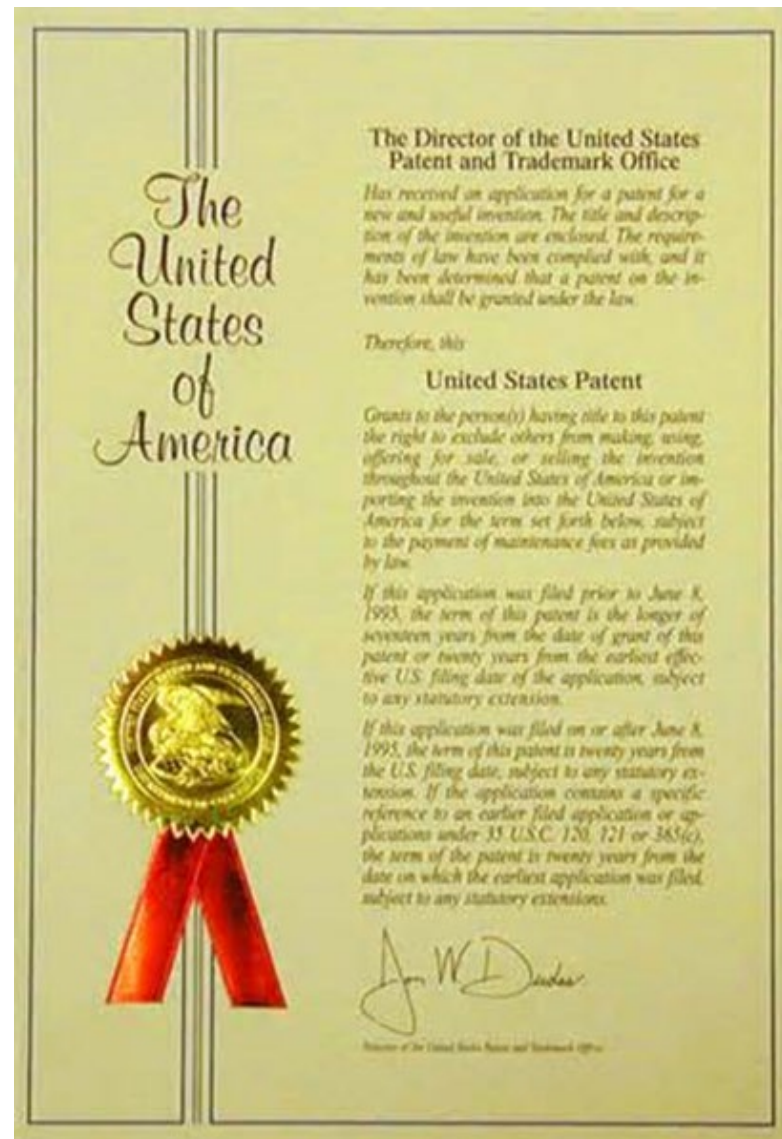 The
United
States
of
America
The Director of the United States
Patent and Trademark Office
Has received an application for a patent for a
new and useful invention. The title and descrip-
tion of the invention are enclosed. The require-
ments of law have been complied with, and it
has been determined that a patent on the in-
vention shall be granted under the law.
Therefore, this
United States Patent
Grants to the person(s) having title to this patent
the right to exclude others from making, using,
offering for sale, or selling the invention
throughout the United States of America or im-
porting the invention into the United States of
America for the term set forth below, subject
to the payment of maintenance fees as provided
by law.
If this application was filed prior to June 8,
1995, the term of this patent is the longer of
seventeen years from the date of grant of this
patent or twenty years from the earliest effec-
tive U.S. filing date of the application, subject
to any statutory extension.
If this application was filed on or after June 8,
1995, the term of this patent is twenty years from
the U.S. filing date, subject to any statutory ex-
tension. If the application contains a specific
reference to an earlier filed application or ap-
plications under 35 U.S.C. 120, 121 or 365(c),
the term of the patent is twenty years from the
date on which the earliest application was filed,
subject to any statutory extensions.
Jon W Dudas
Director of the United States Patent and Trademark Office